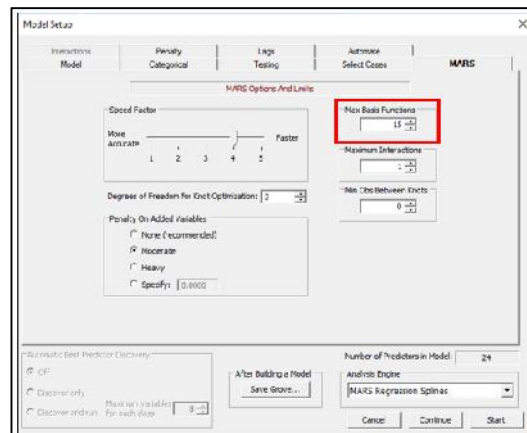 Model Setup
Interactions Penalty Lags Automate
Model Categorical Testing Select Cases MARS
MARS Options And Limits
Speed Factor
More accurate
Faster
1 2 3 4 5
Max Basis Functions
15
Maximum Interactions
1
Degrees of Freedom for Knot Optimization: 3
Min Obs Between Knots
0
Penalty On Added Variables
None (recommended)
Moderate
Heavy
Specify: 0.0000
Automatic Best Predictor Discovery
Off
Discover only
Discover and run
Maximum variables for each class 8
After Building a Model
Save Grove...
Number of Predictors in Model: 24
Analysis Engine
MARS Regression Splines
Cancel Continue Start